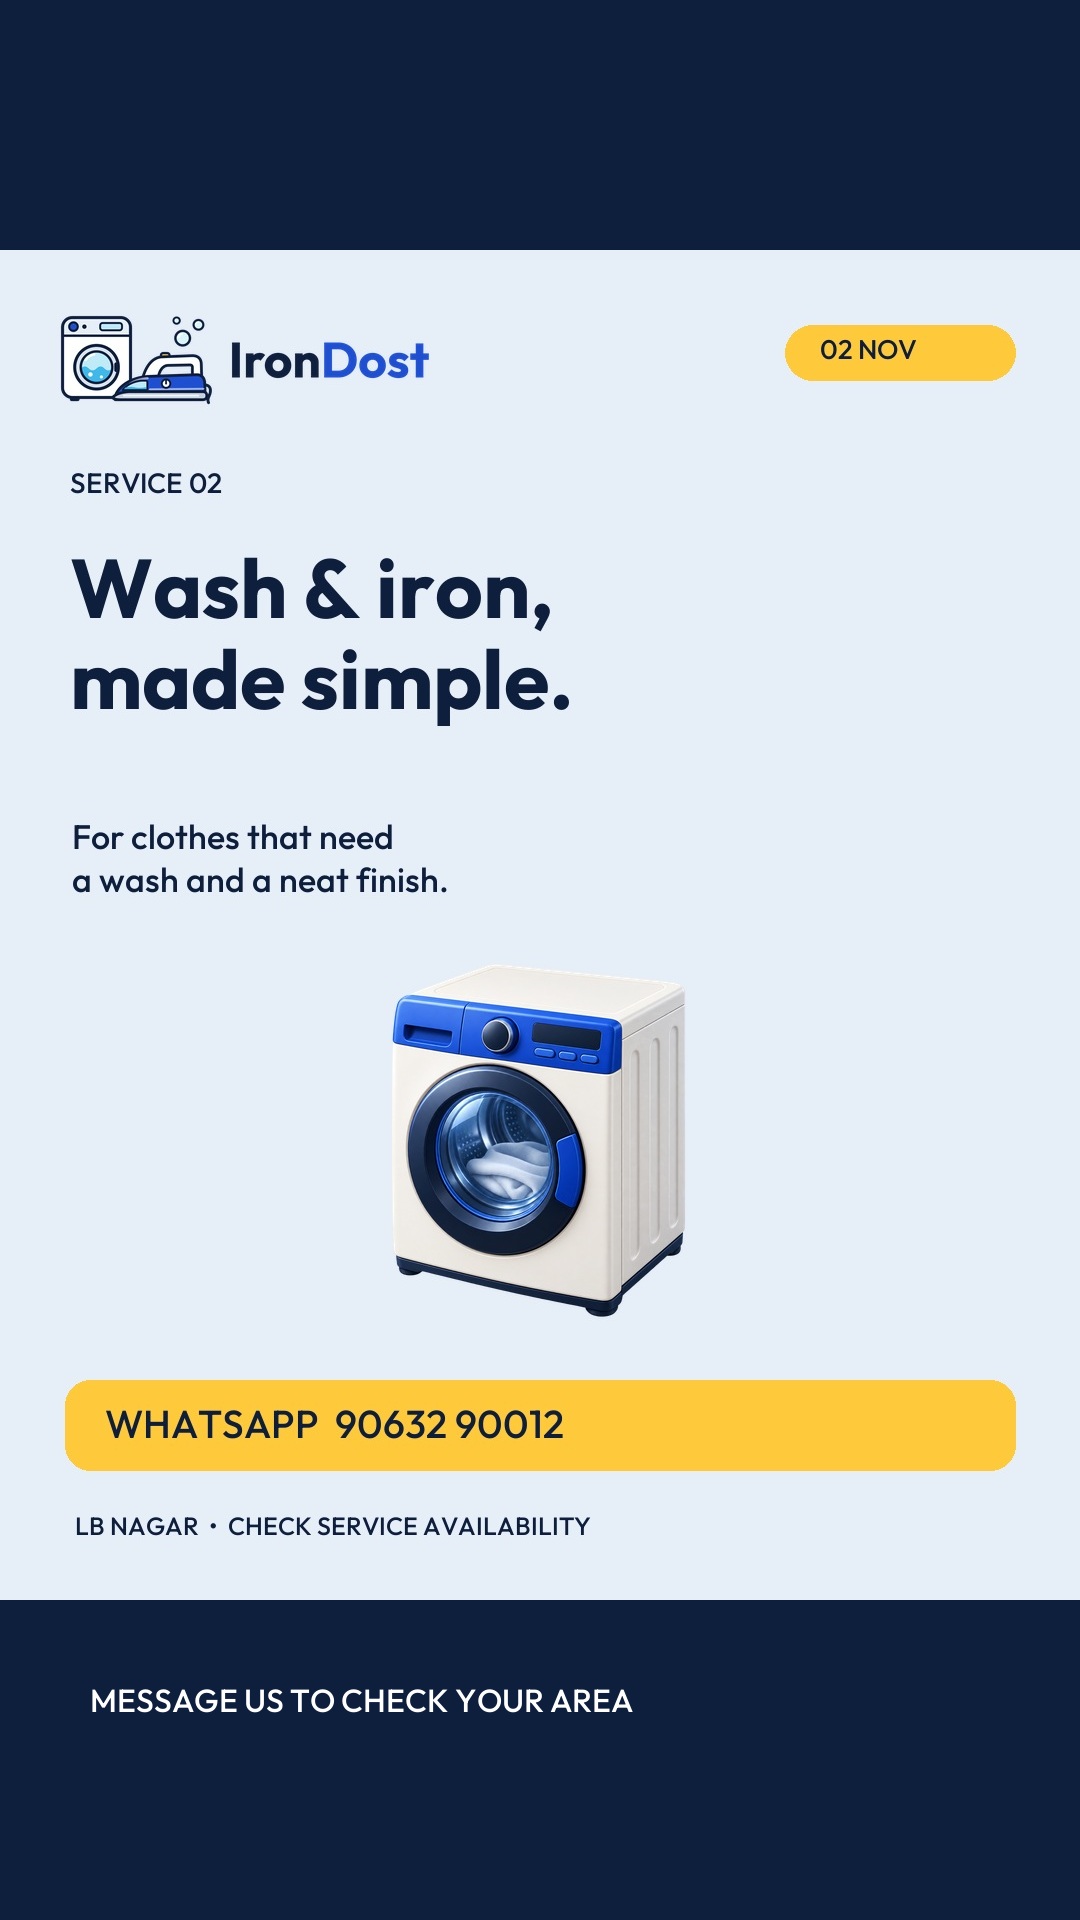 IronDost
02 NOV
SERVICE 02
Wash & iron,
made simple.
For clothes that need
a wash and a neat finish.
WHATSAPP 90632 90012
LB NAGAR • CHECK SERVICE AVAILABILITY
MESSAGE US TO CHECK YOUR AREA